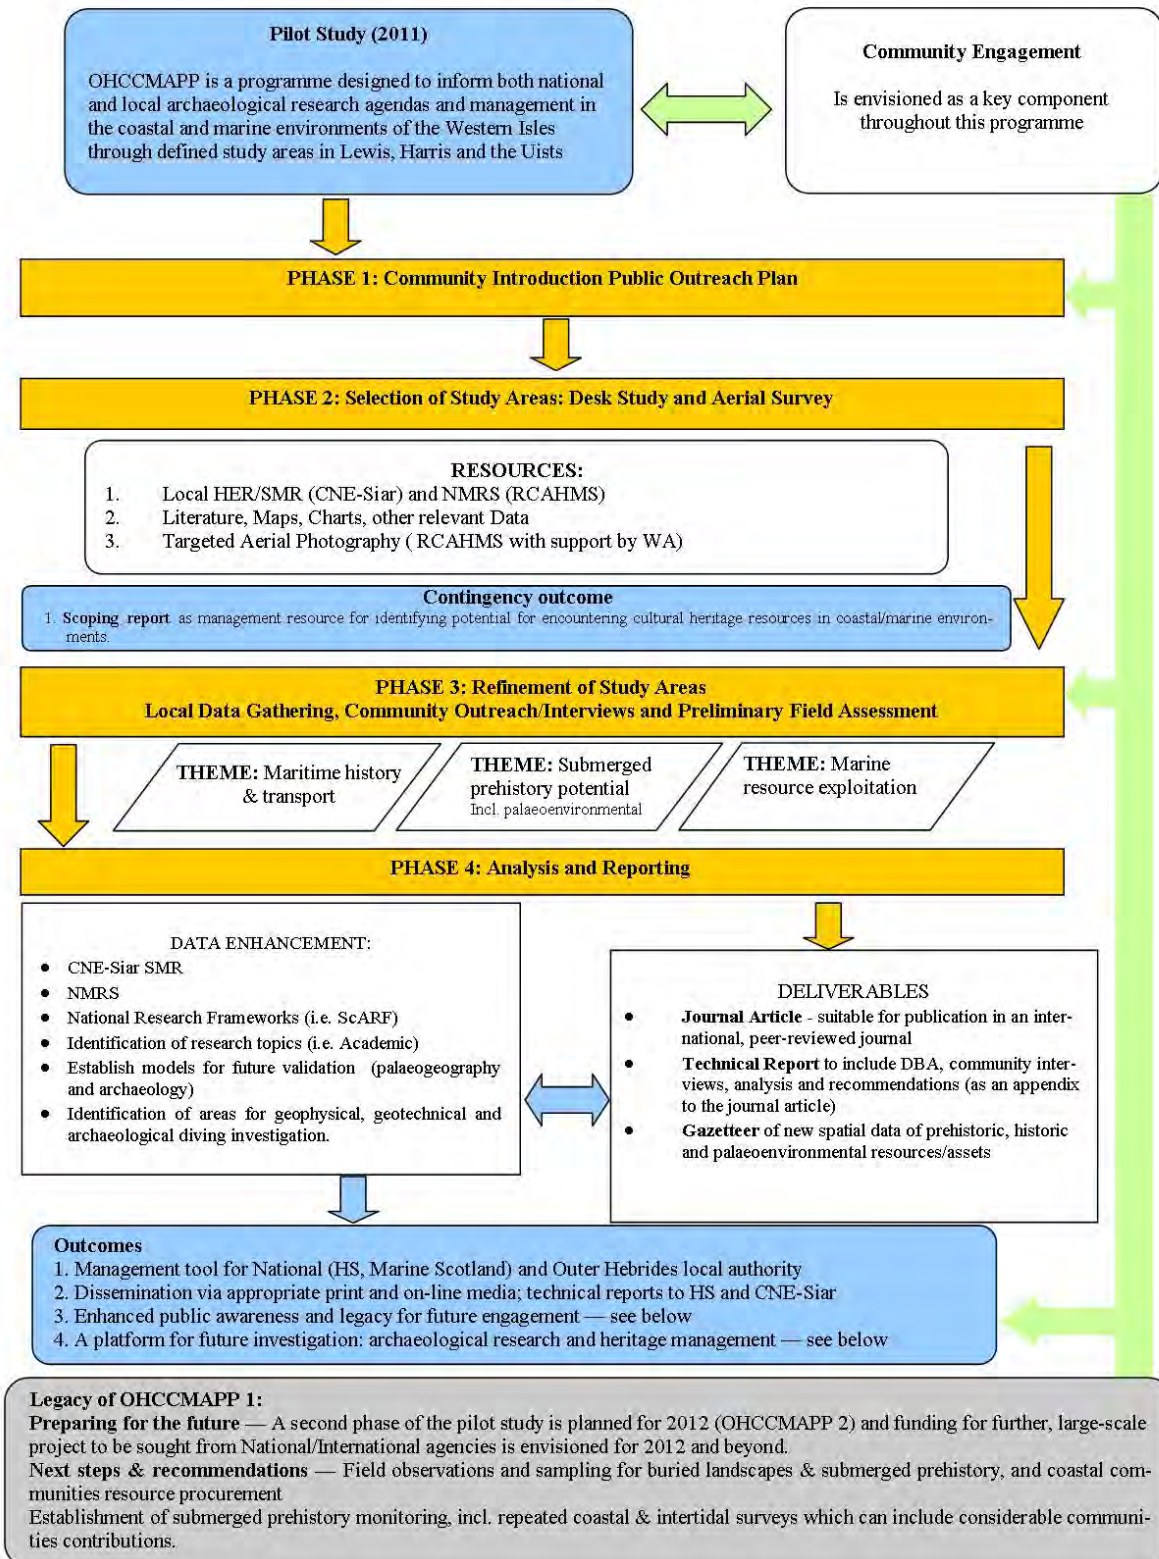 Pilot Study (2011)
OHCCMAPP is a programme designed to inform both national
and local archaeological research agendas and management in
the coastal and marine environments of the Western Isles
through defined study areas in Lewis, Harris and the Uists
Community Engagement
Is envisioned as a key component
throughout this programme
PHASE 1: Community Introduction Public Outreach Plan
PHASE 2: Selection of Study Areas: Desk Study and Aerial Survey
RESOURCES:
1. Local HER/SMR (CNE-Siar) and NMRS (RCAHMS)
2. Literature, Maps, Charts, other relevant Data
3. Targeted Aerial Photography ( RCAHMS with support by WA)
Contingency outcome
1. Scoping report as management resource for identifying potential for encountering cultural heritage resources in coastal/marine environ-
ments.
PHASE 3: Refinement of Study Areas
Local Data Gathering, Community Outreach/Interviews and Preliminary Field Assessment
THEME: Maritime history
& transport
THEME: Submerged
prehistory potential
Incl. palaeoenvironmental
THEME: Marine
resource exploitation
PHASE 4: Analysis and Reporting
DATA ENHANCEMENT:
● CNE-Siar SMR
● NMRS
● National Research Frameworks (i.e. ScARF)
● Identification of research topics (i.e. Academic)
● Establish models for future validation (palaeogeography
and archaeology)
● Identification of areas for geophysical, geotechnical and
archaeological diving investigation.
DELIVERABLES
● Journal Article - suitable for publication in an inter-
national, peer-reviewed journal
● Technical Report to include DBA, community inter-
views, analysis and recommendations (as an appendix
to the journal article)
● Gazetteer of new spatial data of prehistoric, historic
and palaeoenvironmental resources/assets
Outcomes
1. Management tool for National (HS, Marine Scotland) and Outer Hebrides local authority
2. Dissemination via appropriate print and on-line media; technical reports to HS and CNE-Siar
3. Enhanced public awareness and legacy for future engagement — see below
4. A platform for future investigation: archaeological research and heritage management — see below
Legacy of OHCCMAPP 1:
Preparing for the future — A second phase of the pilot study is planned for 2012 (OHCCMAPP 2) and funding for further, large-scale
project to be sought from National/International agencies is envisioned for 2012 and beyond.
Next steps & recommendations — Field observations and sampling for buried landscapes & submerged prehistory, and coastal com-
munities resource procurement
Establishment of submerged prehistory monitoring, incl. repeated coastal & intertidal surveys which can include considerable communi-
ties contributions.